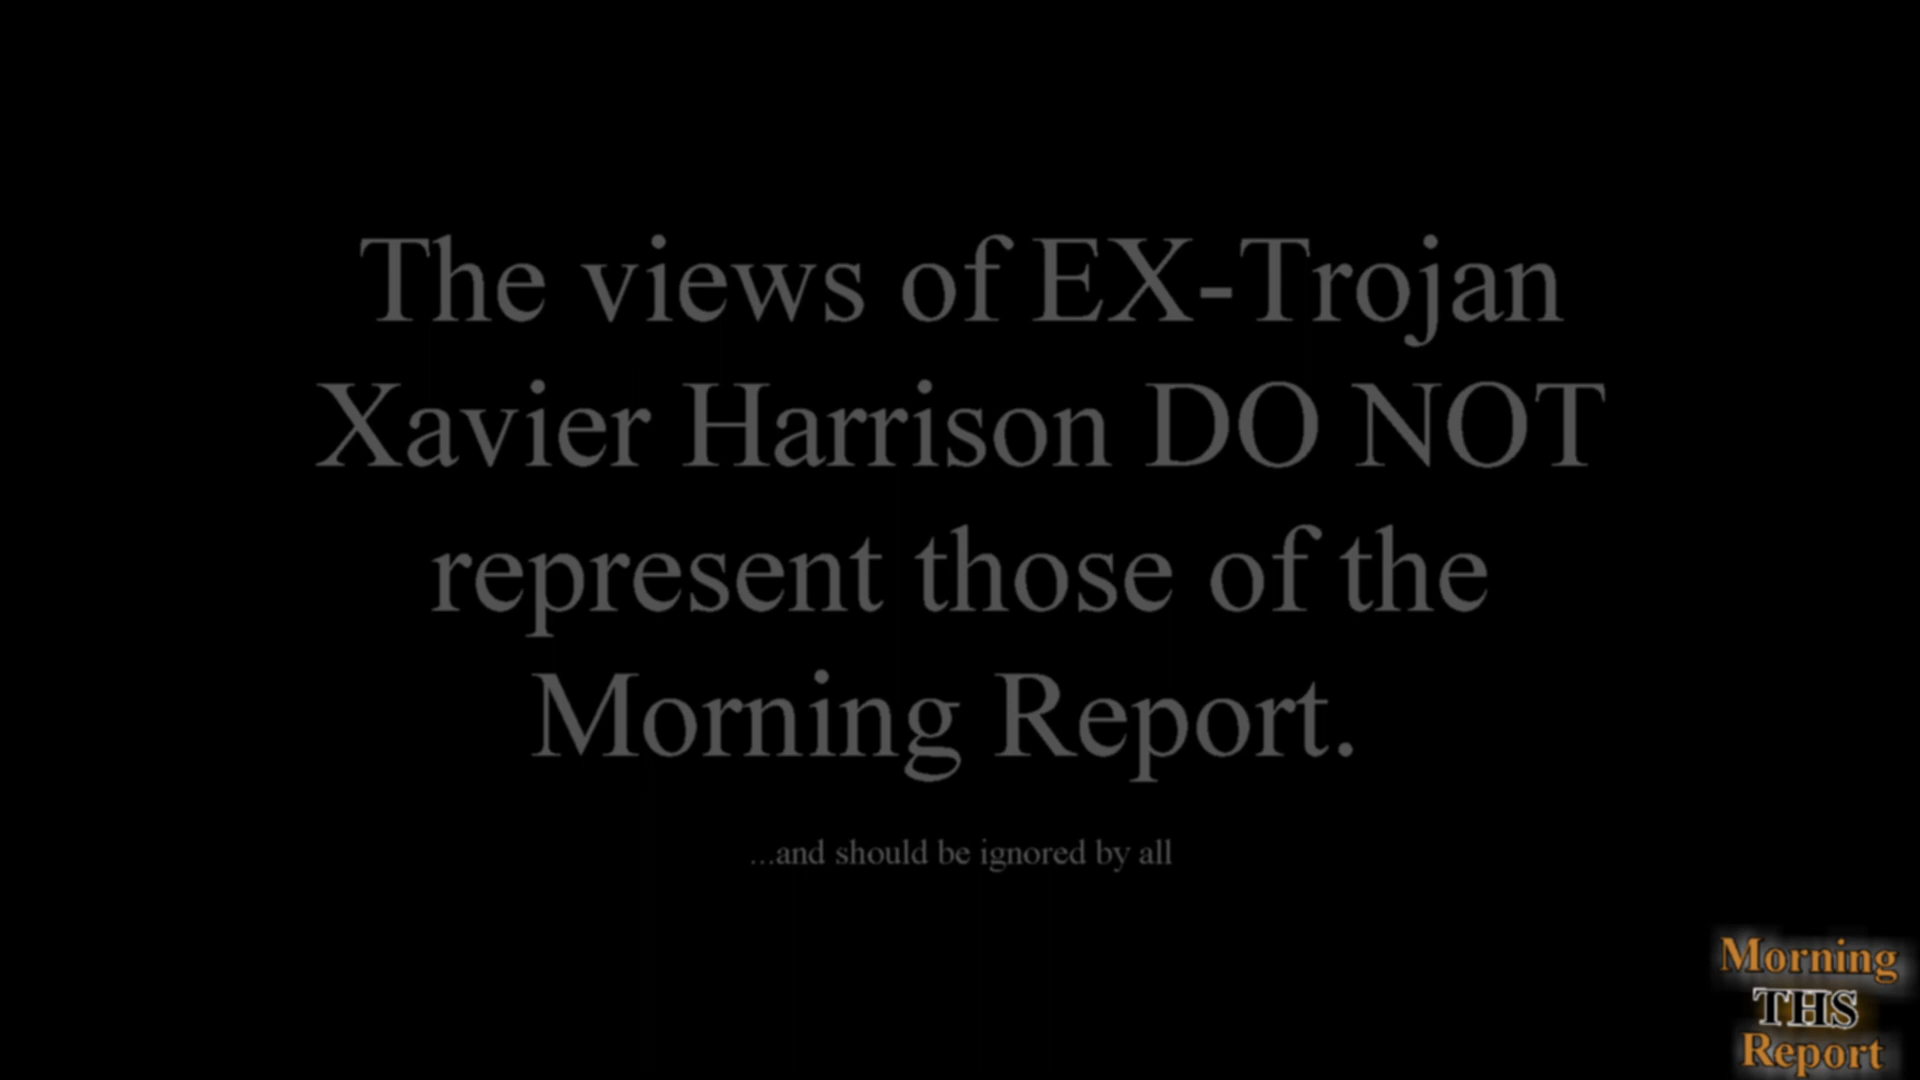 The views of EX-Trojan
Xavier Harrison DO NOT
represent those of the
Morning Report.
...and should be ignored by all
Morning
THS
Report